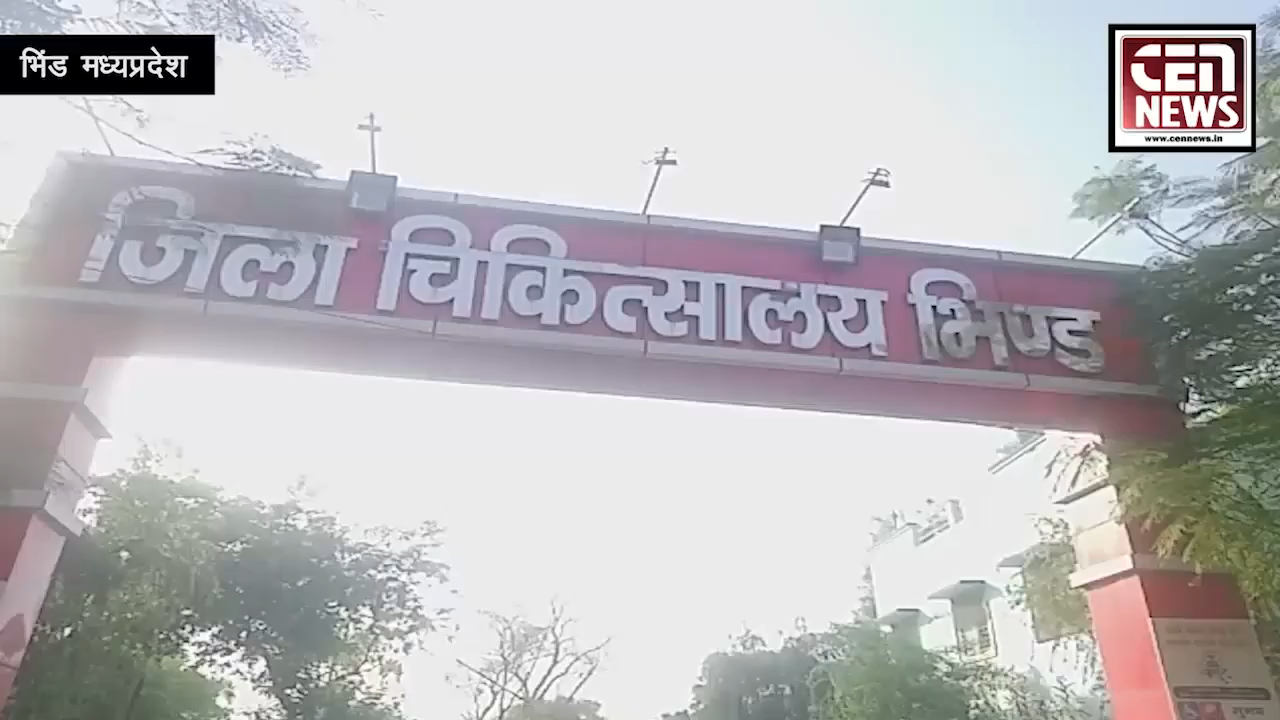 भिंड मध्यप्रदेश
CEN
NEWS
www.cennews.in
जिला चिकित्सालय भिण्ड